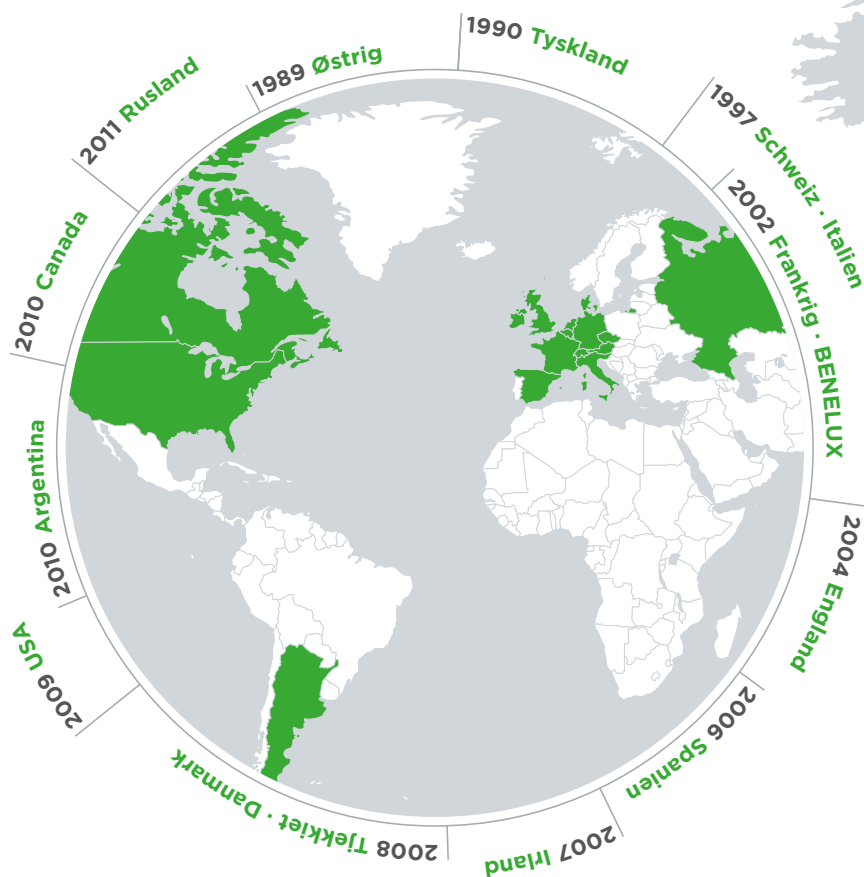 1989 Østrig
1990 Tyskland
1997 Schweiz · Italien
2002 Frankrig · BENELUX
2004 England
2006 Spanien
2007 Irland
2008 Tjekkiet · Danmark
2009 USA
2010 Argentina
2010 Canada
2011 Rusland